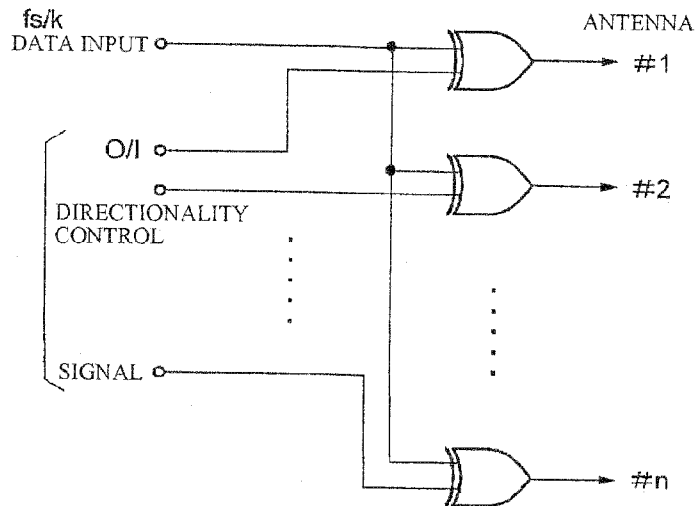 fs/k
DATA INPUT
ANTENNA
#1
O/I
#2
DIRECTIONALITY
CONTROL
SIGNAL
#n